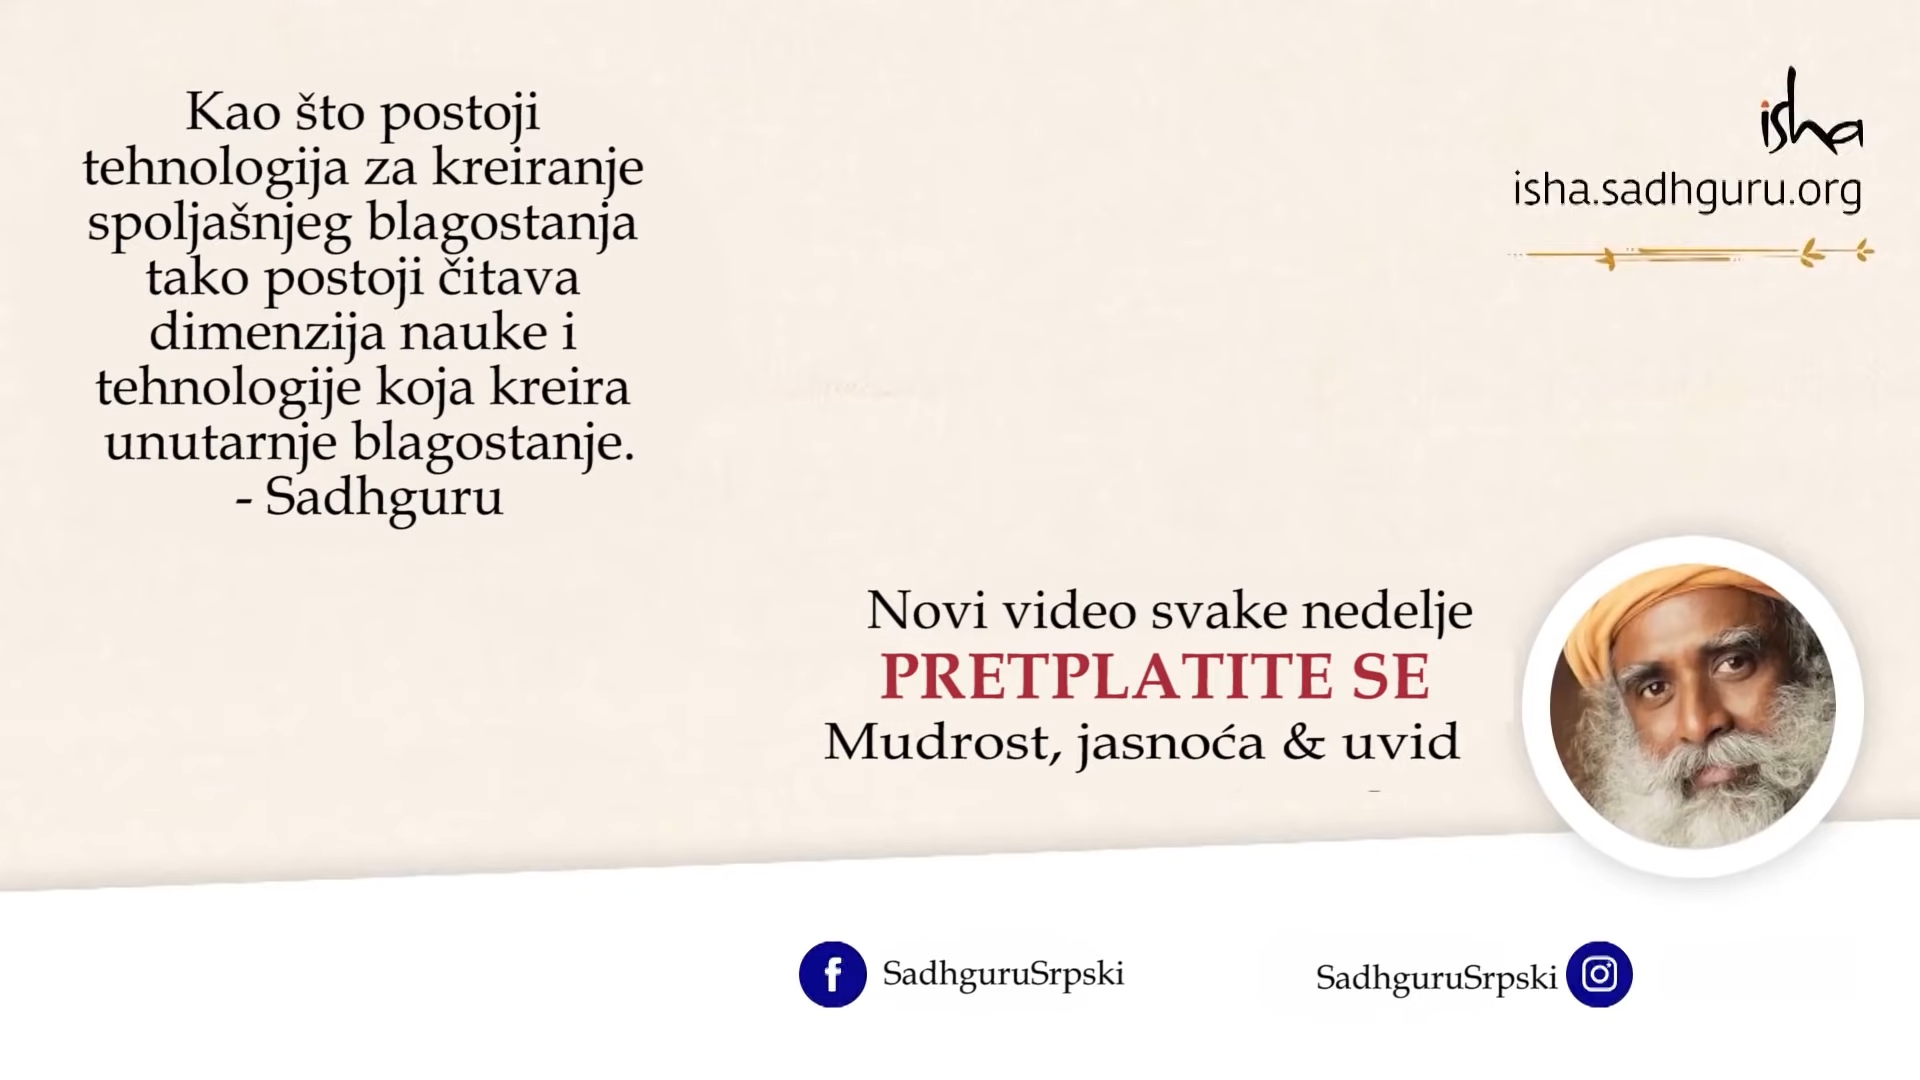 Kao što postoji
tehnologija za kreiranje
spoljašnjeg blagostanja
tako postoji čitava
dimenzija nauke i
tehnologije koja kreira
unutarnje blagostanje.
- Sadhguru
isha
isha.sadhguru.org
Novi video svake nedelje
PRETPLATITE SE
Mudrost, jasnoća & uvid
SadhguruSrpski
SadhguruSrpski